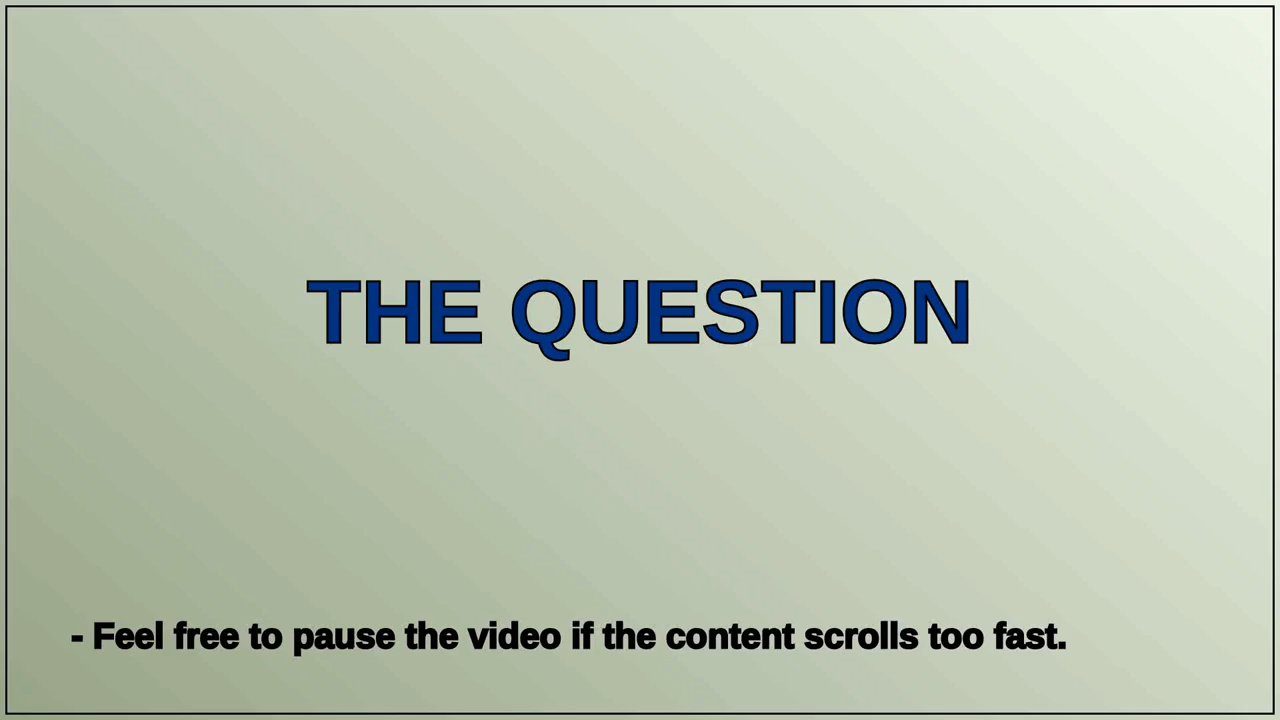 THE QUESTION
- Feel free to pause the video if the content scrolls too fast.